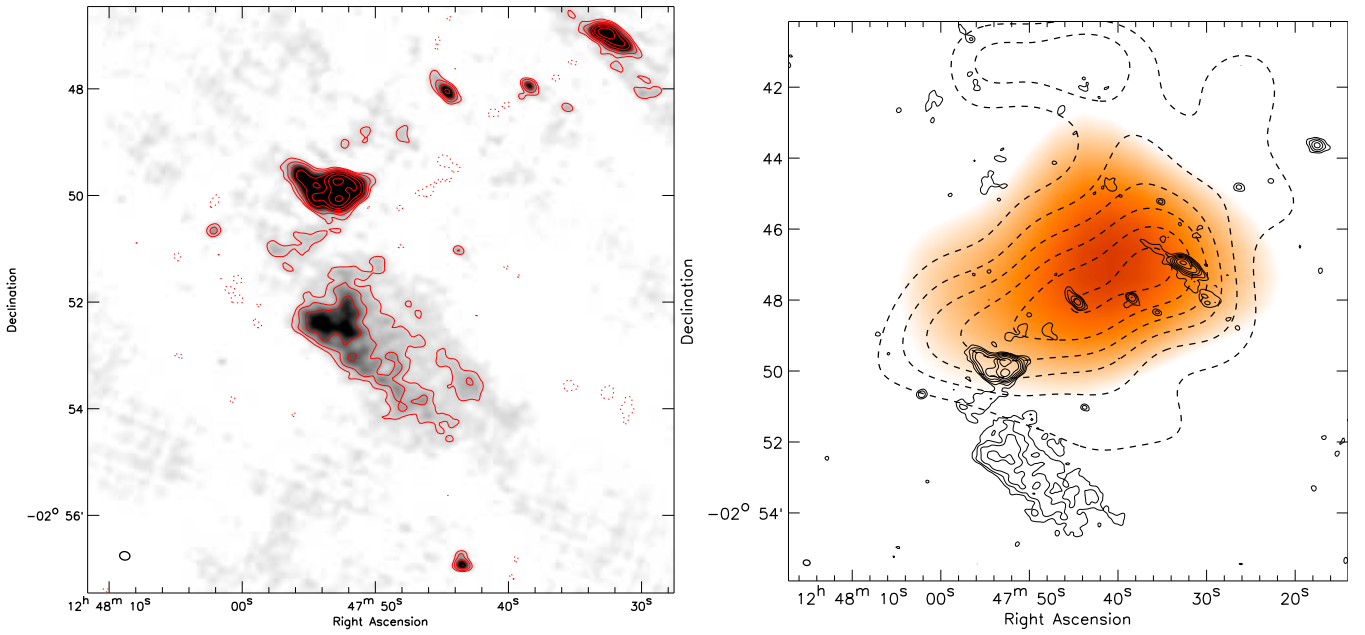 48
50
52
54
−02° 56'
Declination
12ʰ 48ᵐ 10ˢ
00ˢ
47ᵐ 50ˢ
40ˢ
30ˢ
Right Ascension
42
44
46
48
50
52
−02° 54'
Declination
12ʰ 48ᵐ 10ˢ
00ˢ
47ᵐ 50ˢ
40ˢ
30ˢ
20ˢ
Right Ascension